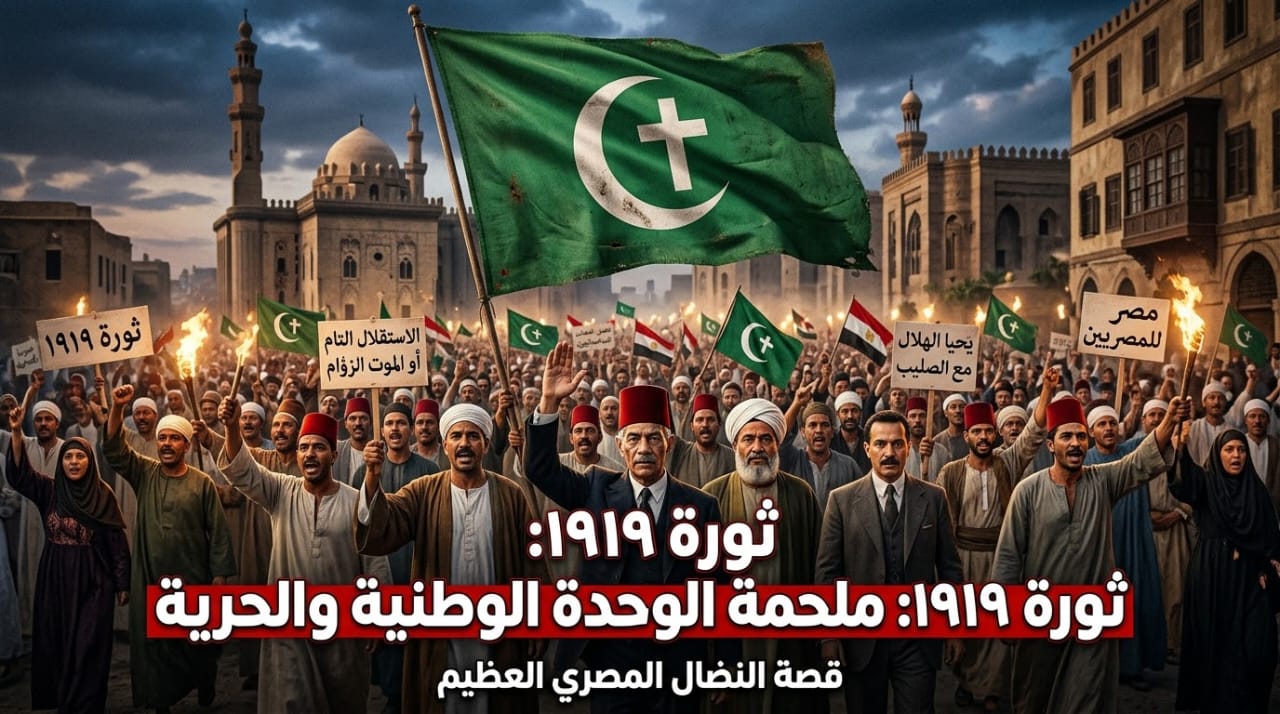 ثورة ١٩١٩
الاستقلال التام
أو الموت الزؤام
يحيا الهلال
مع الصليب
مصر
للمصريين
ثورة ١٩١٩:
ثورة ١٩١٩: ملحمة الوحدة الوطنية والحرية
قصة النضال المصري العظيم